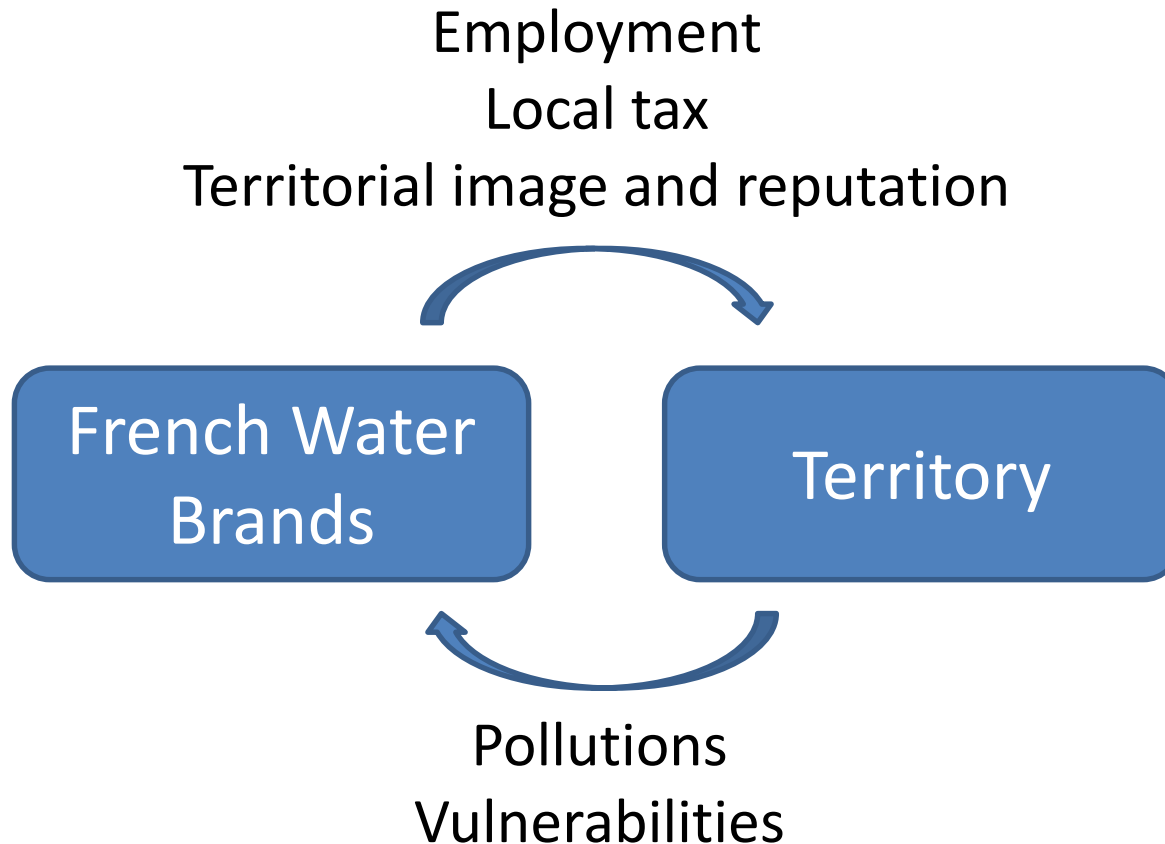 Employment
Local tax
Territorial image and reputation
French Water
Brands
Territory
Pollutions
Vulnerabilities